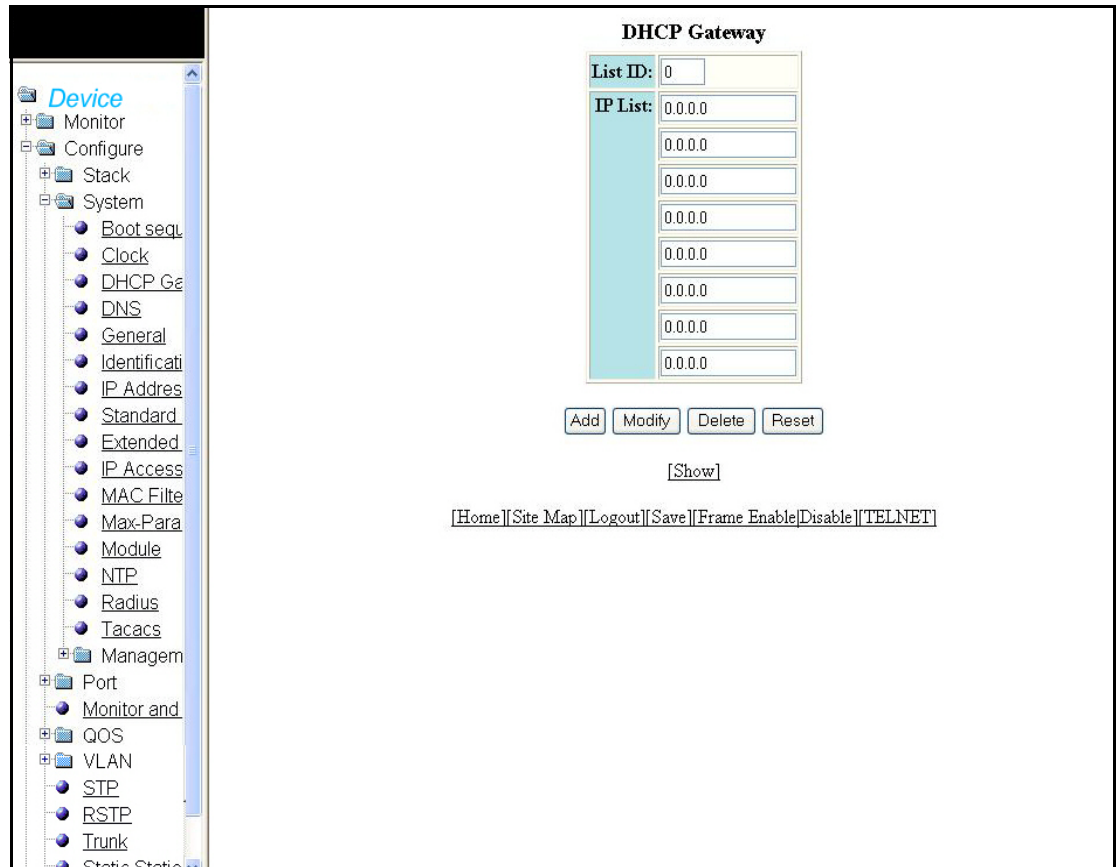 Device
Monitor
Configure
Stack
System
Boot sequ
Clock
DHCP Ga
DNS
General
Identificati
IP Addres
Standard
Extended
IP Access
MAC Filte
Max-Para
Module
NTP
Radius
Tacacs
Managem
Port
Monitor and
QOS
VLAN
STP
RSTP
Trunk
Static Statio
DHCP Gateway
List ID: 0
IP List: 0.0.0.0
0.0.0.0
0.0.0.0
0.0.0.0
0.0.0.0
0.0.0.0
0.0.0.0
0.0.0.0
Add Modify Delete Reset
[Show]
[Home][Site Map][Logout][Save][Frame Enable|Disable][TELNET]